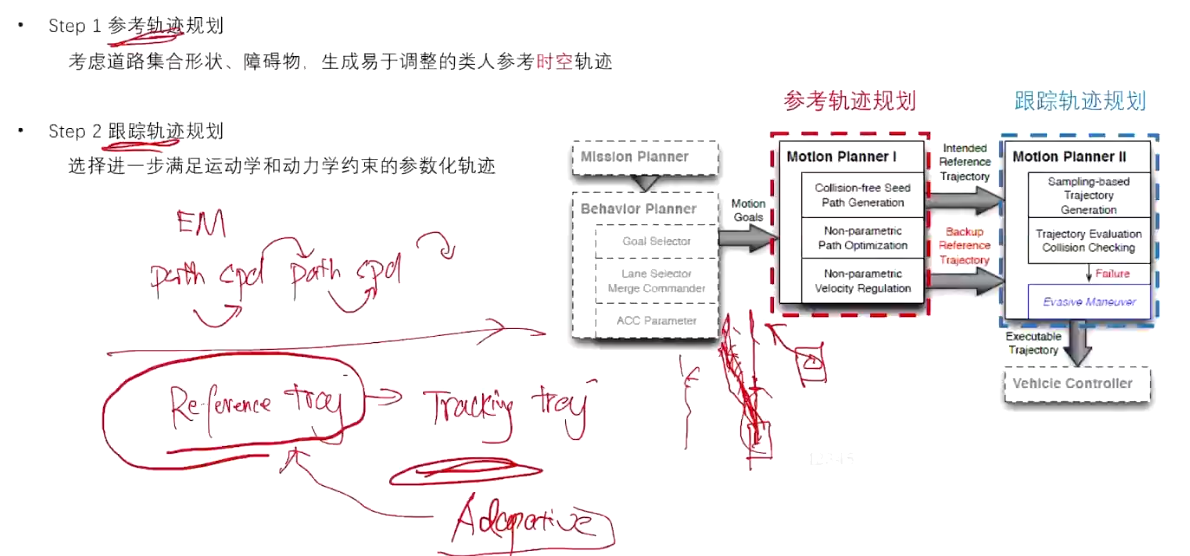 • Step 1 参考轨迹规划
考虑道路集合形状、障碍物，生成易于调整的类人参考时空轨迹
• Step 2 跟踪轨迹规划
选择进一步满足运动学和动力学约束的参数化轨迹
参考轨迹规划
跟踪轨迹规划
Mission Planner
Behavior Planner
Goal Selector
Lane Selector
Merge Commander
ACC Parameter
Motion
Goals
Motion Planner I
Collision-free Seed
Path Generation
Non-parametric
Path Optimization
Non-parametric
Velocity Regulation
Intended
Reference
Trajectory
Backup
Reference
Trajectory
Motion Planner II
Sampling-based
Trajectory
Generation
Trajectory Evaluation
Collision Checking
Failure
Evasive Maneuver
Executable
Trajectory
Vehicle Controller
EM
path spd path spd
Reference traj
Tracking traj
Adaptive
12345